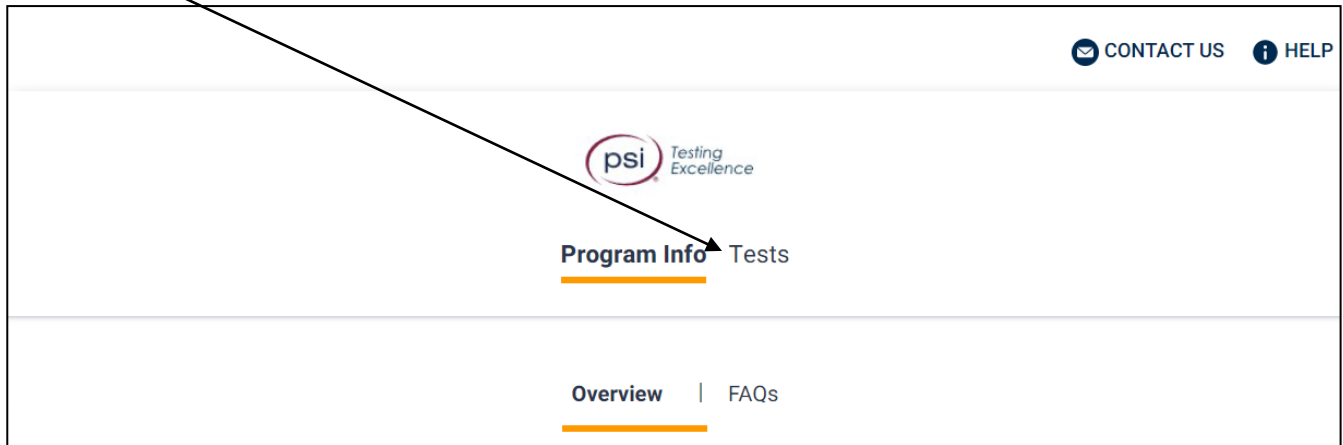 CONTACT US HELP
psi Testing
Excellence
Program Info Tests
Overview | FAQs